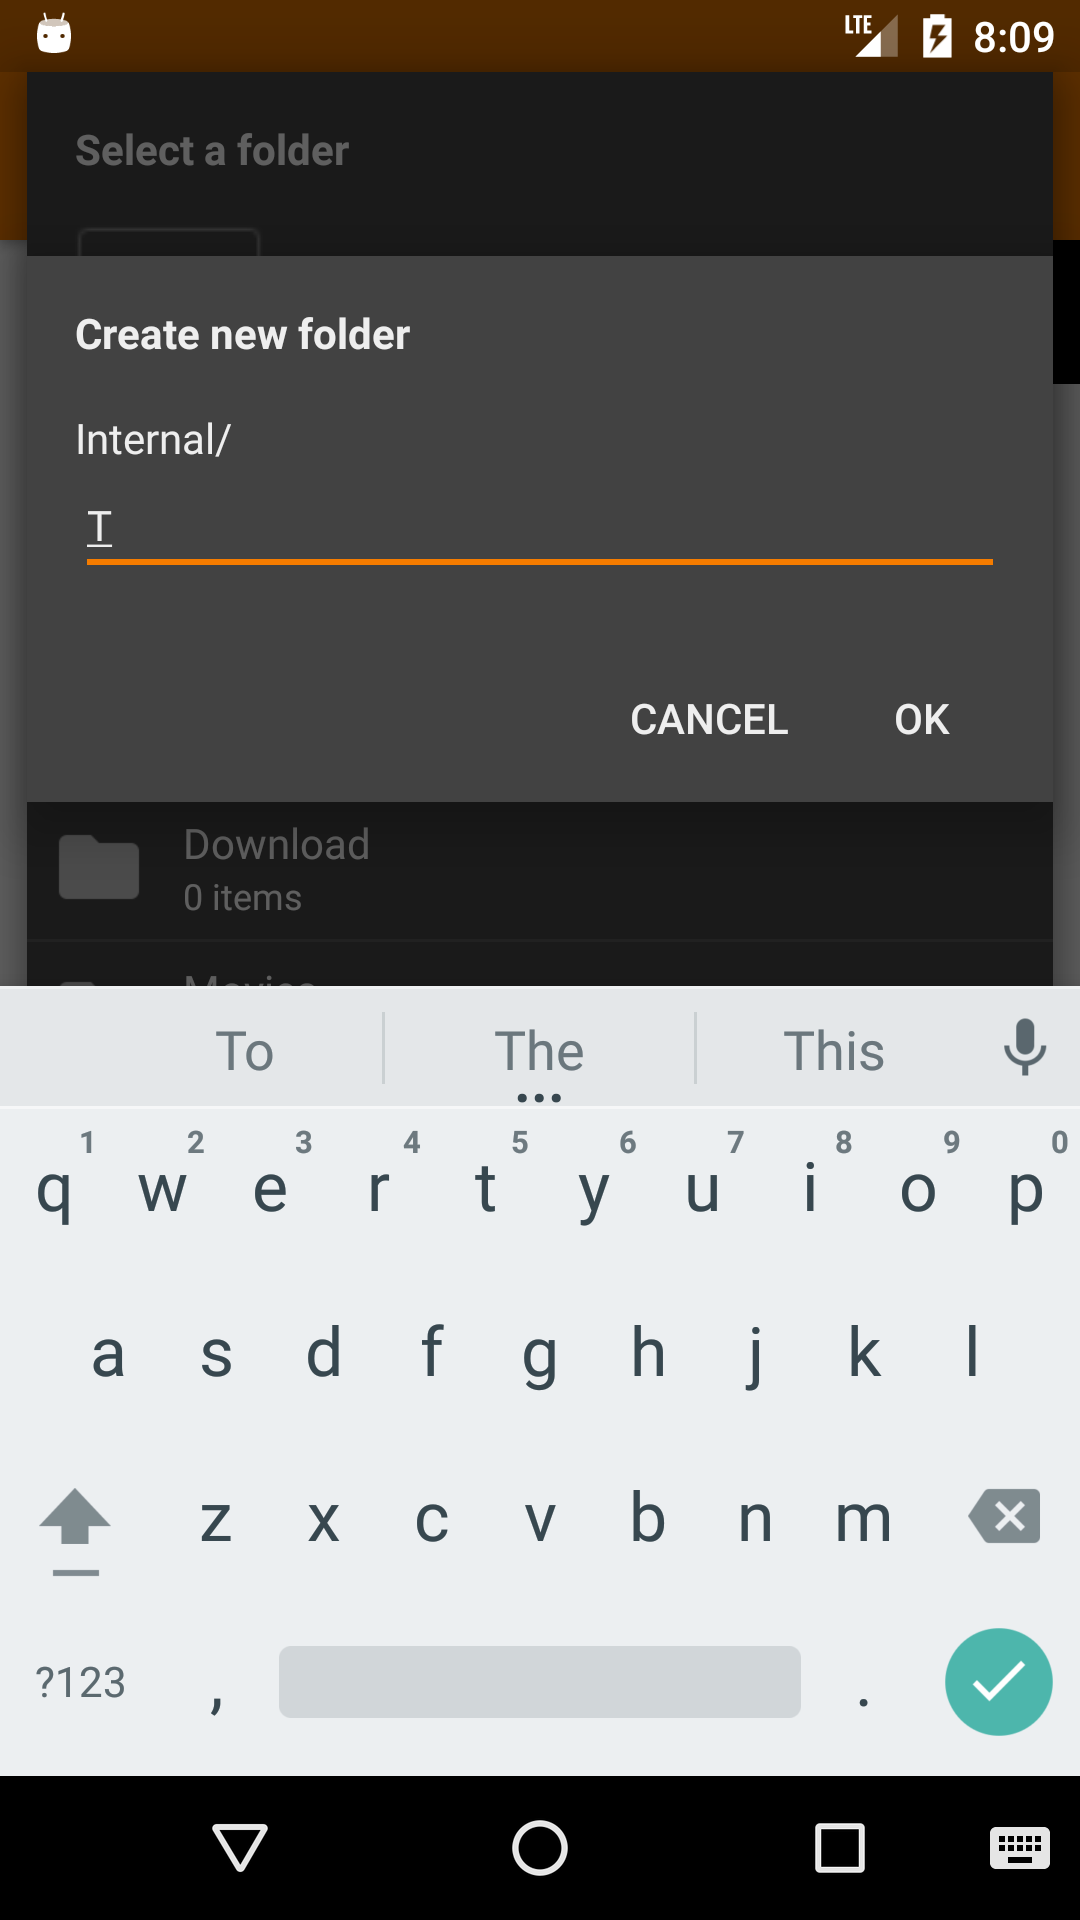 LTE 8:09
Select a folder
Create new folder
Internal/
T
CANCEL OK
Download
0 items
Movies
To The This
1 2 3 4 5 6 7 8 9 0
q w e r t y u i o p
a s d f g h j k l
z x c v b n m
?123 , .